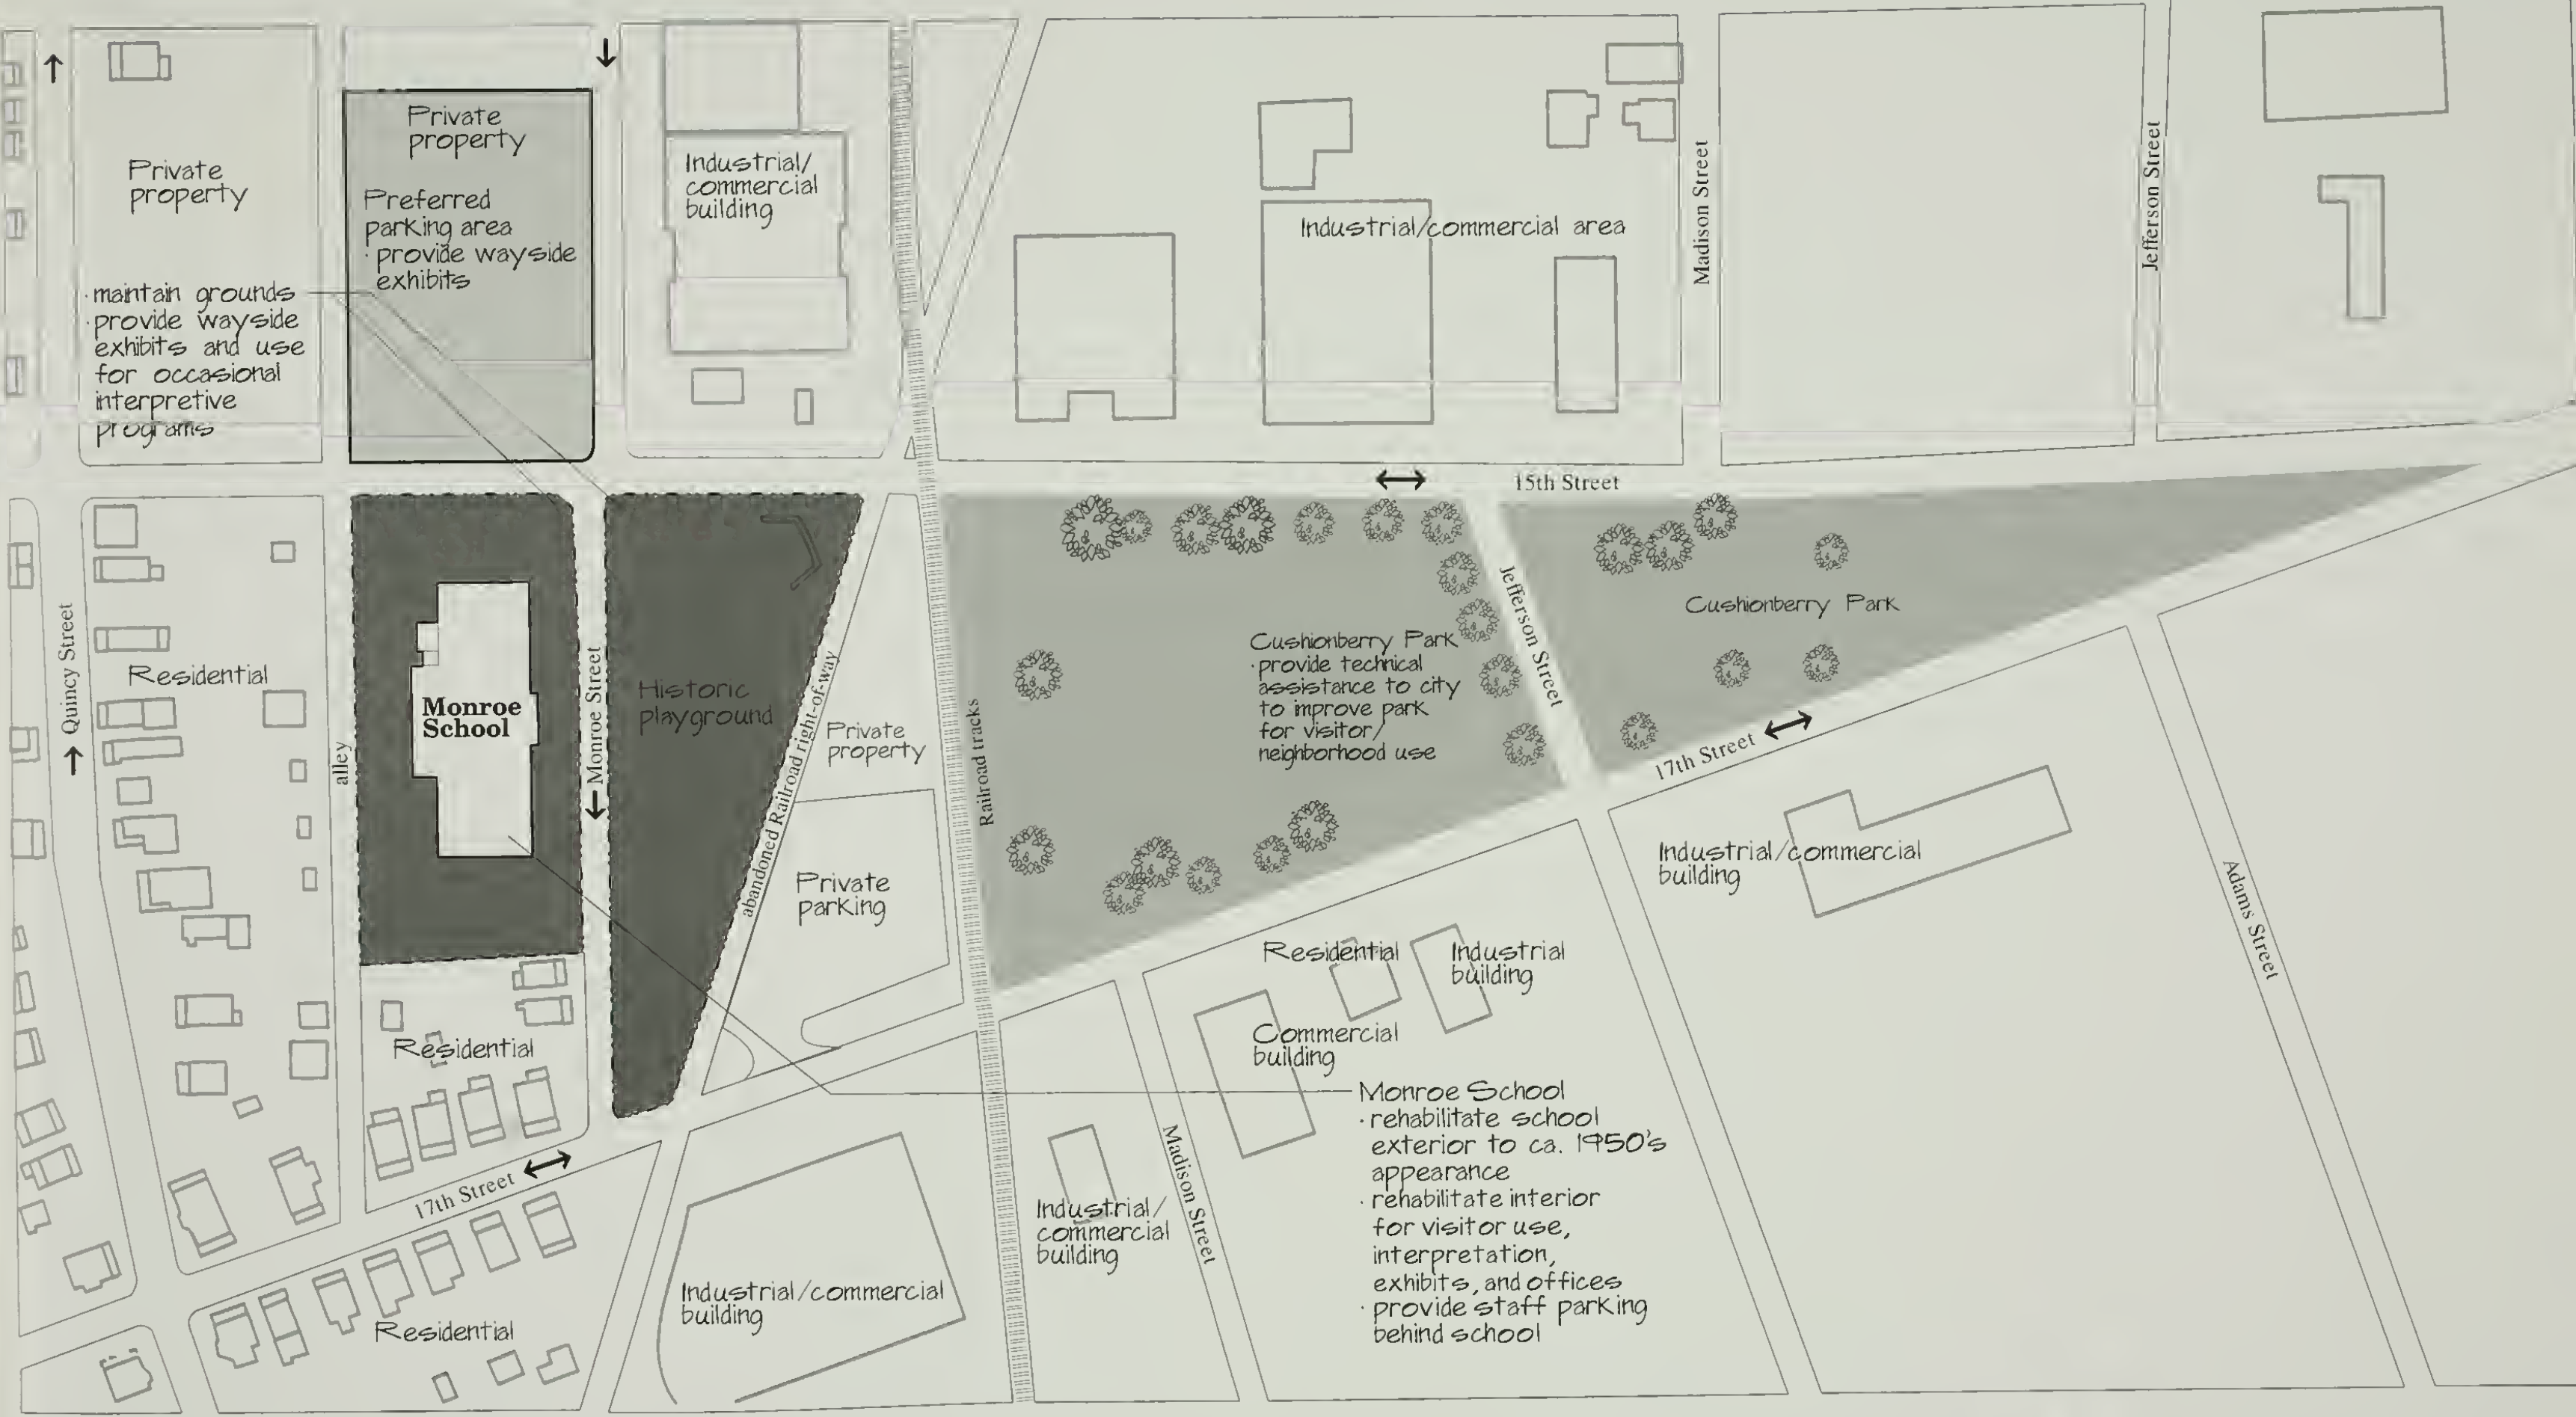 Private
property
· maintain grounds
· provide wayside
exhibits and use
for occasional
interpretive
programs
Private
property
Preferred
parking area
· provide wayside
exhibits
Industrial/
commercial
building
Industrial/commercial area
Madison Street
Jefferson Street
15th Street
Quincy Street
Residential
alley
Monroe
School
Monroe Street
Historic
playground
abandoned Railroad right-of-way
Private
property
Private
parking
Railroad tracks
Cushionberry Park
· provide technical
assistance to city
to improve park
for visitor/
neighborhood use
Jefferson Street
Cushionberry Park
17th Street
Industrial/commercial
building
Adams Street
Residential
Industrial
building
Commercial
building
Residential
17th Street
Residential
Industrial/commercial
building
Industrial/
commercial
building
Madison Street
Monroe School
· rehabilitate school
exterior to ca. 1950's
appearance
· rehabilitate interior
for visitor use,
interpretation,
exhibits, and offices
· provide staff parking
behind school